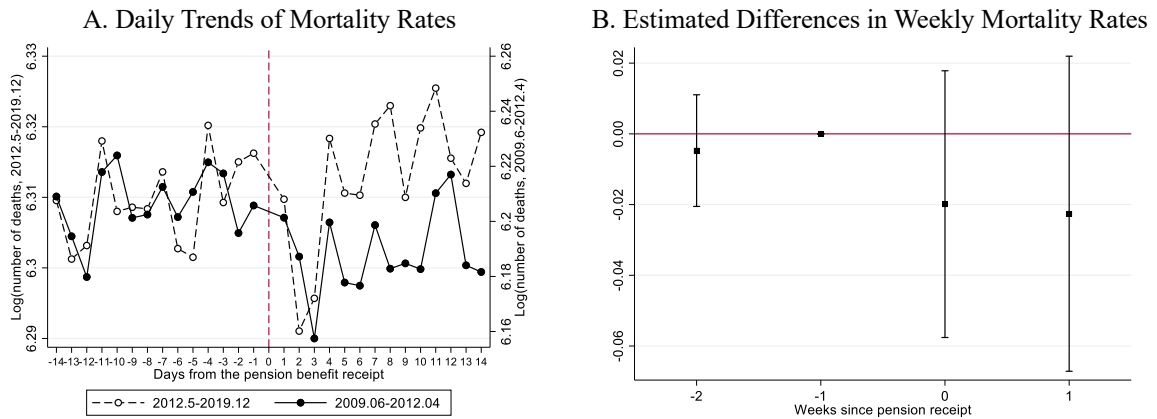 A. Daily Trends of Mortality Rates
Log(number of deaths, 2012.5-2019.12)
6.33
6.32
6.31
6.3
6.29
6.26
6.24
6.22
6.2
6.18
6.16
Log(number of deaths, 2009.6-2012.4)
-14 -13 -12 -11 -10 -9 -8 -7 -6 -5 -4 -3 -2 -1 0 1 2 3 4 5 6 7 8 9 10 11 12 13 14
Days from the pension benefit receipt
2012.5-2019.12 2009.06-2012.04
B. Estimated Differences in Weekly Mortality Rates
0.02
0.00
-0.02
-0.04
-0.06
-2 -1 0 1
Weeks since pension receipt